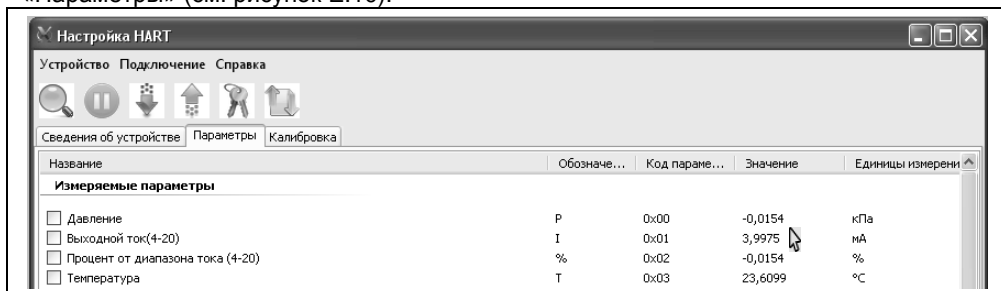 «Параметры» (см. рисунок 2.10).
Настройка HART
Устройство Подключение Справка
Сведения об устройстве Параметры Калибровка
Название Обозначе... Код параме... Значение Единицы измерени
Измеряемые параметры
Давление P 0x00 -0,0154 кПа
Выходной ток(4-20) I 0x01 3,9975 мА
Процент от диапазона тока (4-20) % 0x02 -0,0154 %
Температура T 0x03 23,6099 °C